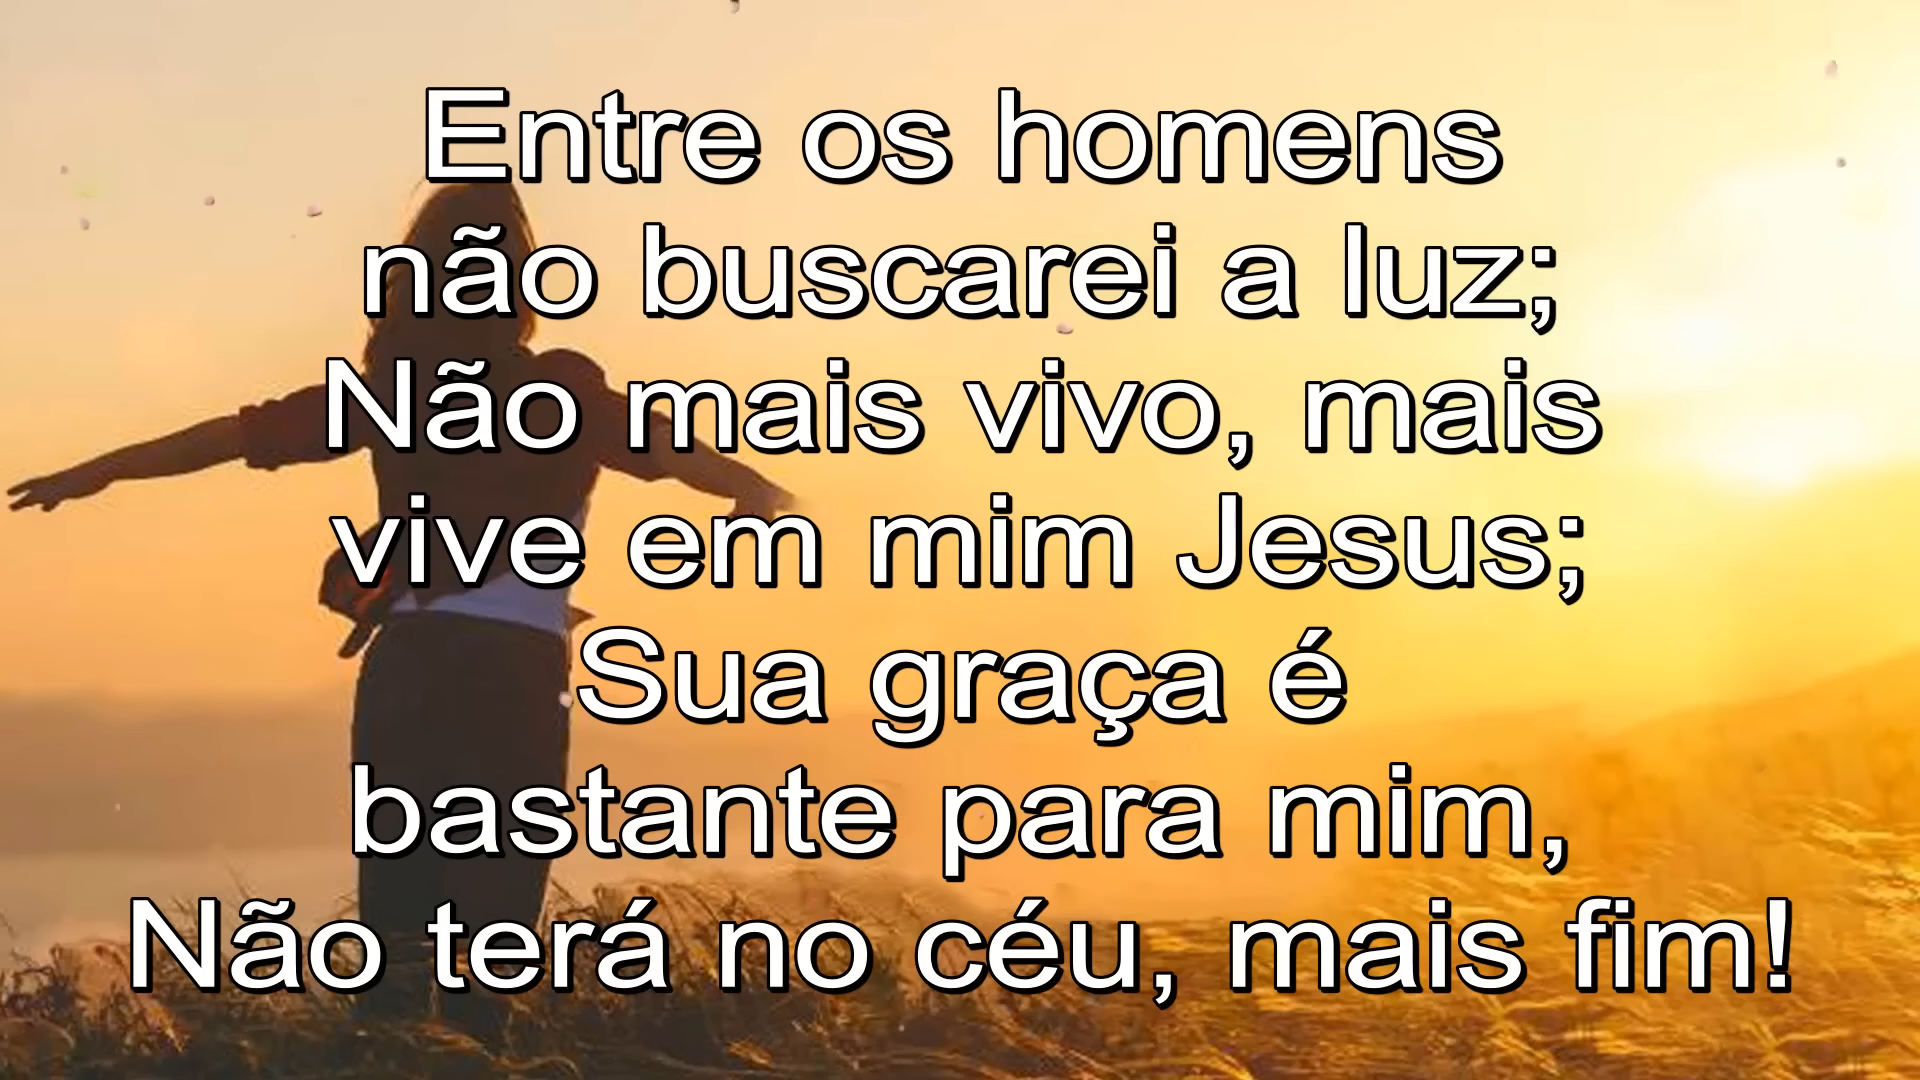 Entre os homens
não buscarei a luz;
Não mais vivo, mais
vive em mim Jesus;
Sua graça é
bastante para mim,
Não terá no céu, mais fim!